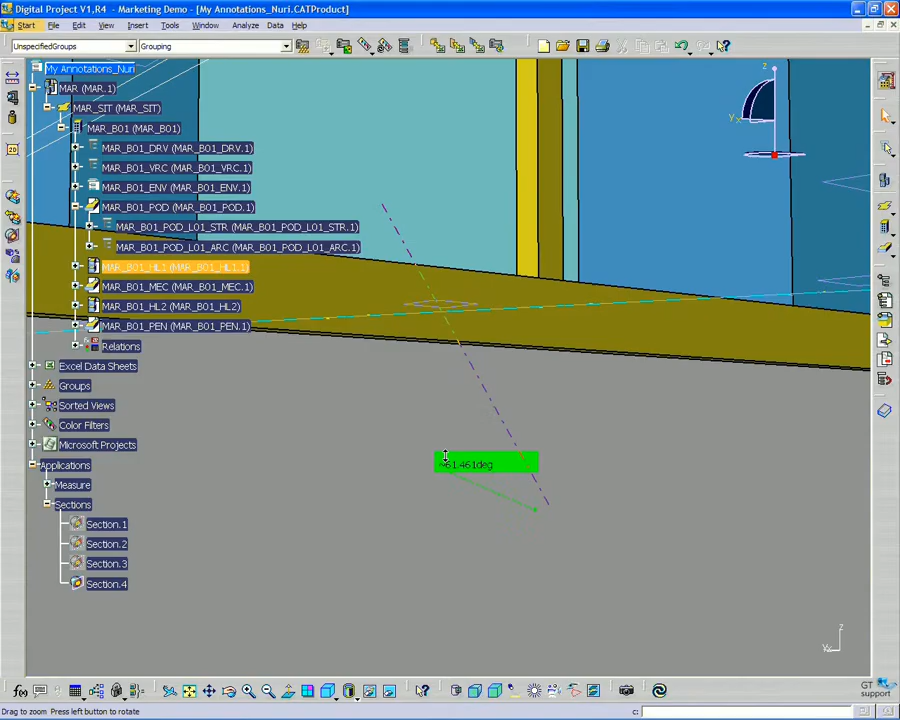 Digital Project V1,R4 - Marketing Demo - [My Annotations_Nuri.CATProduct]
Start File Edit View Insert Tools Window Analyze Data Help
UnspecifiedGroups Grouping
My Annotations_Nuri
MAR (MAR.1)
MAR_SIT (MAR_SIT)
MAR_B01 (MAR_B01)
MAR_B01_DRV (MAR_B01_DRV.1)
MAR_B01_VRC (MAR_B01_VRC.1)
MAR_B01_ENV (MAR_B01_ENV.1)
MAR_B01_POD (MAR_B01_POD.1)
MAR_B01_POD_L01_STR (MAR_B01_POD_L01_STR.1)
MAR_B01_POD_L01_ARC (MAR_B01_POD_L01_ARC.1)
MAR_B01_HL1 (MAR_B01_HL1.1)
MAR_B01_MEC (MAR_B01_MEC.1)
MAR_B01_HL2 (MAR_B01_HL2)
MAR_B01_PEN (MAR_B01_PEN.1)
Relations
Excel Data Sheets
Groups
Sorted Views
Color Filters
Microsoft Projects
Applications
Measure
Sections
Section.1
Section.2
Section.3
Section.4
z
y x
~61.461deg
z
f(x)
GT
support
Drag to zoom Press left button to rotate
c: